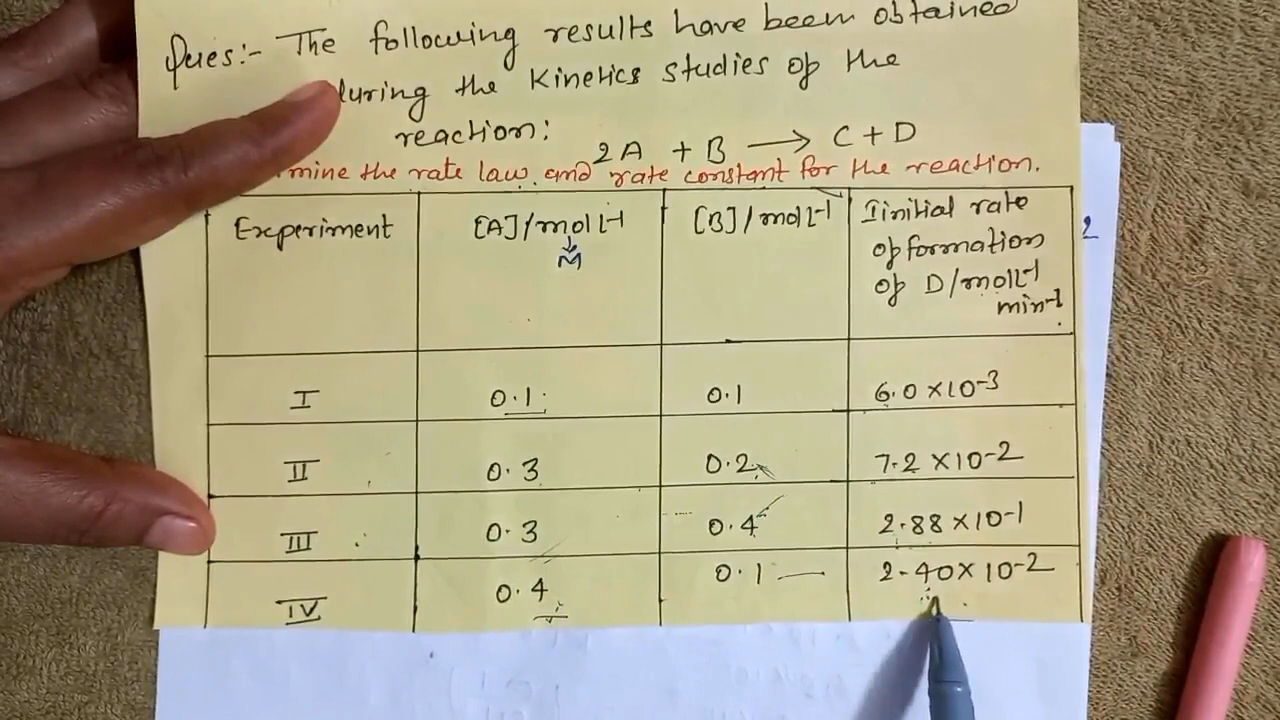 Ques:- The following results have been obtained
during the Kinetics studies of the
reaction:
2A + B → C + D
mine the rate law and rate constant for the reaction.
Experiment
[A]/mol L-1
M
[B]/mol L-1
Iinitial rate
of formation
of D/mol L-1
min-1
2
I 0.1 0.1 6.0 × 10-3
II 0.3 0.2 7.2 × 10-2
III 0.3 0.4 2.88 × 10-1
IV 0.4 0.1 2.40 × 10-2